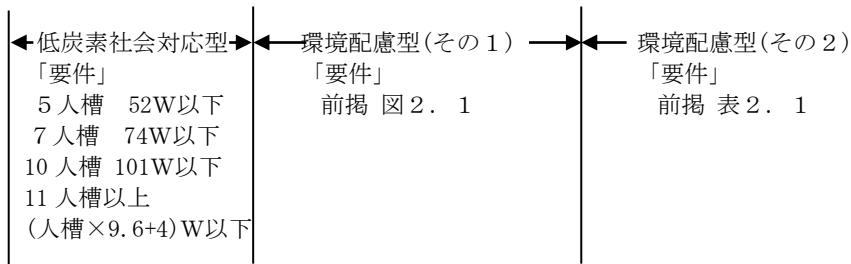 低炭素社会対応型 環境配慮型(その１) 環境配慮型(その２)
「要件」 「要件」 「要件」
５人槽 52W以下 前掲 図２．１ 前掲 表２．１
７人槽 74W以下
10 人槽 101W以下
11 人槽以上
(人槽×9.6+4)W以下